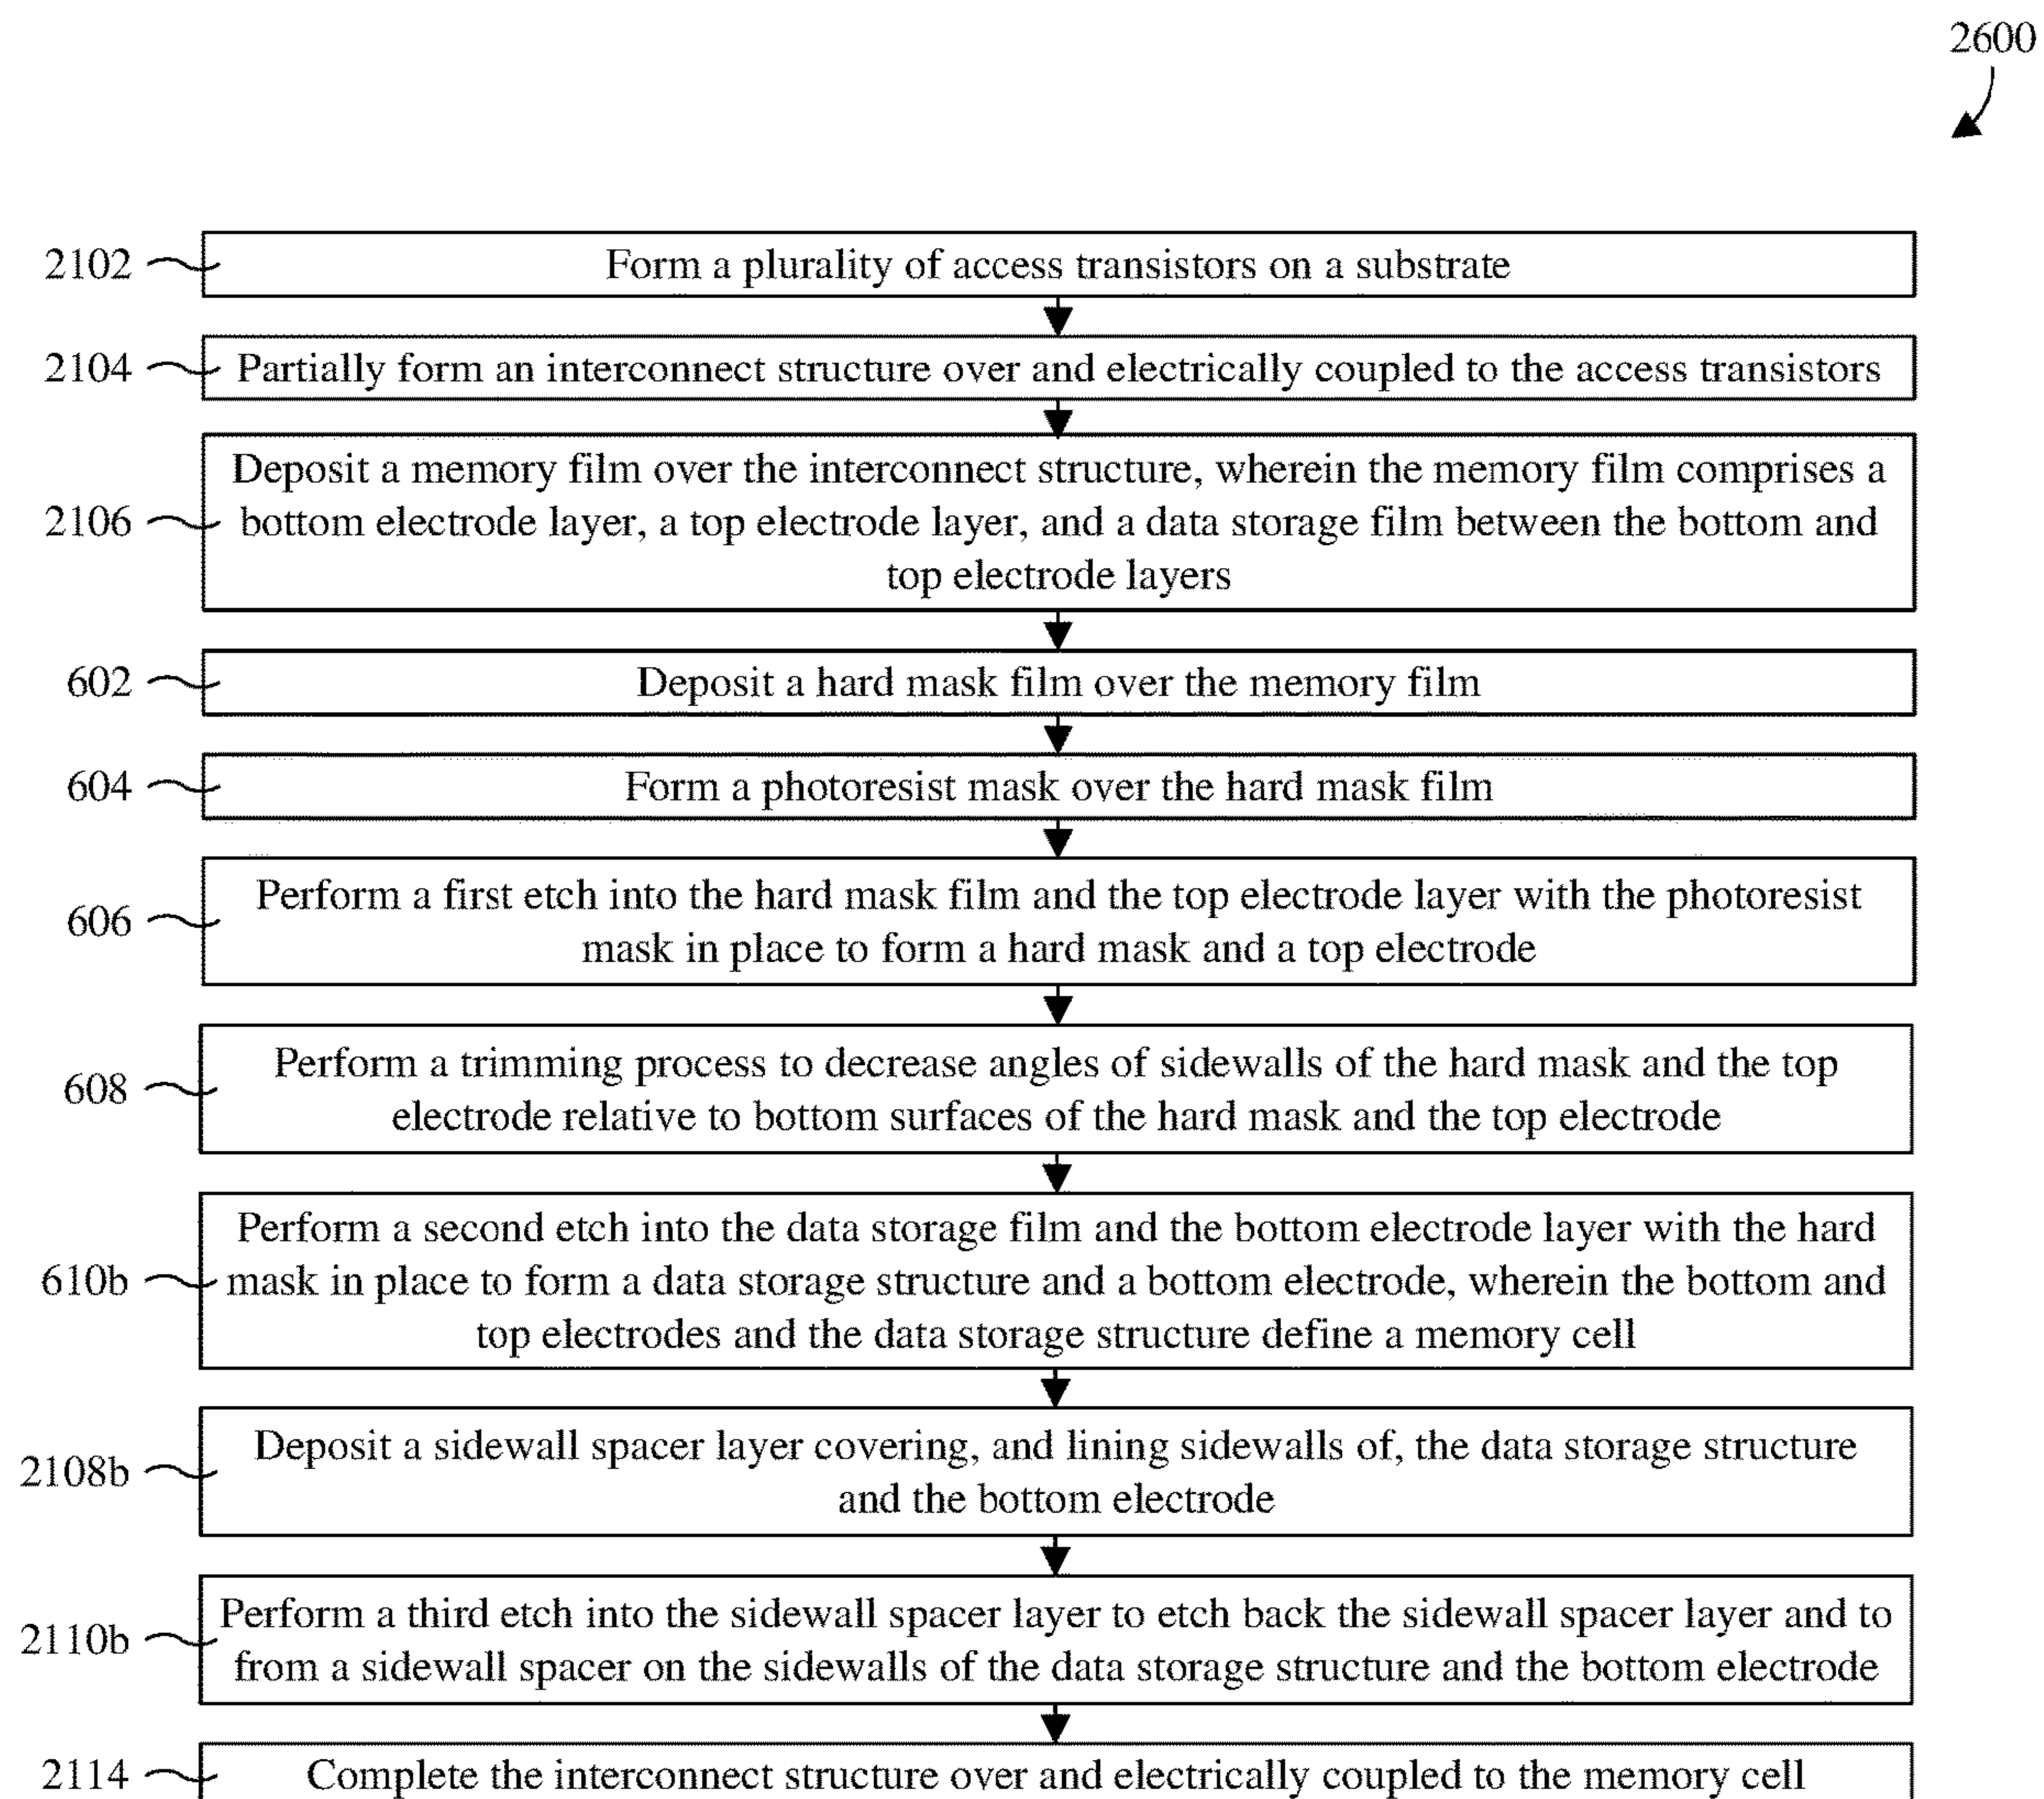 2600
2102
Form a plurality of access transistors on a substrate
2104
Partially form an interconnect structure over and electrically coupled to the access transistors
2106
Deposit a memory film over the interconnect structure, wherein the memory film comprises a
bottom electrode layer, a top electrode layer, and a data storage film between the bottom and
top electrode layers
602
Deposit a hard mask film over the memory film
604
Form a photoresist mask over the hard mask film
606
Perform a first etch into the hard mask film and the top electrode layer with the photoresist
mask in place to form a hard mask and a top electrode
608
Perform a trimming process to decrease angles of sidewalls of the hard mask and the top
electrode relative to bottom surfaces of the hard mask and the top electrode
610b
Perform a second etch into the data storage film and the bottom electrode layer with the hard
mask in place to form a data storage structure and a bottom electrode, wherein the bottom and
top electrodes and the data storage structure define a memory cell
2108b
Deposit a sidewall spacer layer covering, and lining sidewalls of, the data storage structure
and the bottom electrode
2110b
Perform a third etch into the sidewall spacer layer to etch back the sidewall spacer layer and to
from a sidewall spacer on the sidewalls of the data storage structure and the bottom electrode
2114
Complete the interconnect structure over and electrically coupled to the memory cell